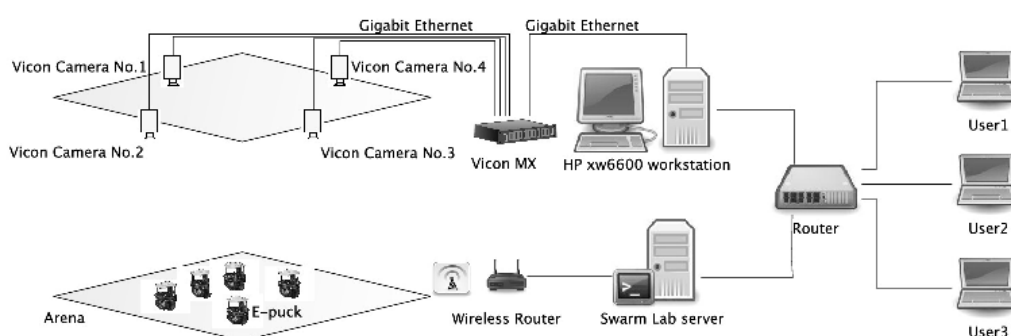 Gigabit Ethernet
Gigabit Ethernet
Vicon Camera No.1
Vicon Camera No.4
Vicon Camera No.2
Vicon Camera No.3
Vicon MX
HP xw6600 workstation
User1
Router
User2
E-puck
Arena
Wireless Router
Swarm Lab server
User3